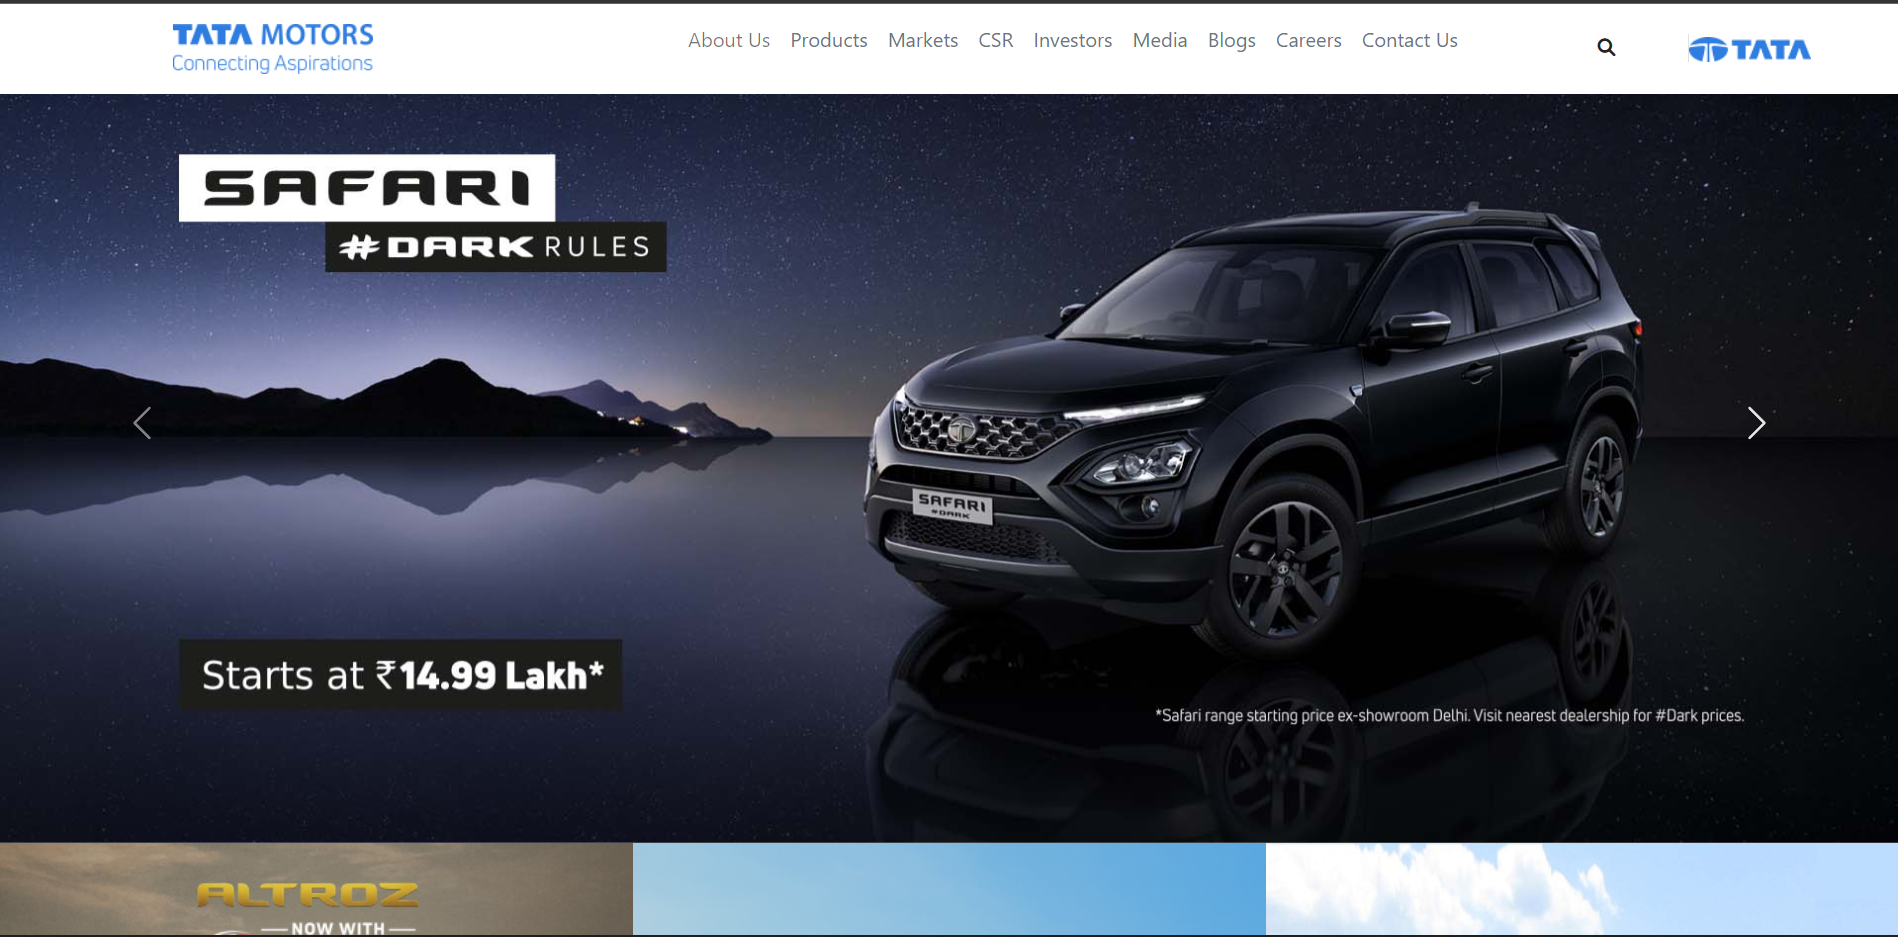 TATA MOTORS
Connecting Aspirations
About Us Products Markets CSR Investors Media Blogs Careers Contact Us
TATA
SAFARI
#DARK RULES
SAFARI
#DARK
Starts at ₹14.99 Lakh*
*Safari range starting price ex-showroom Delhi. Visit nearest dealership for #Dark prices.
ALTROZ
NOW WITH